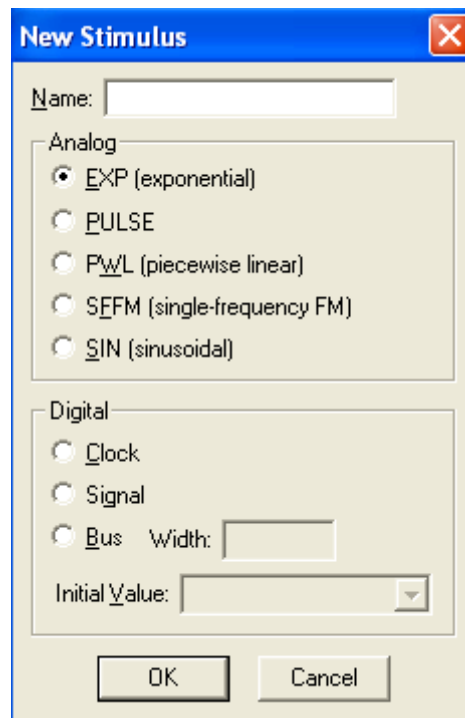 New Stimulus
Name:
Analog
EXP (exponential)
PULSE
PWL (piecewise linear)
SFFM (single-frequency FM)
SIN (sinusoidal)
Digital
Clock
Signal
Bus Width:
Initial Value:
OK Cancel